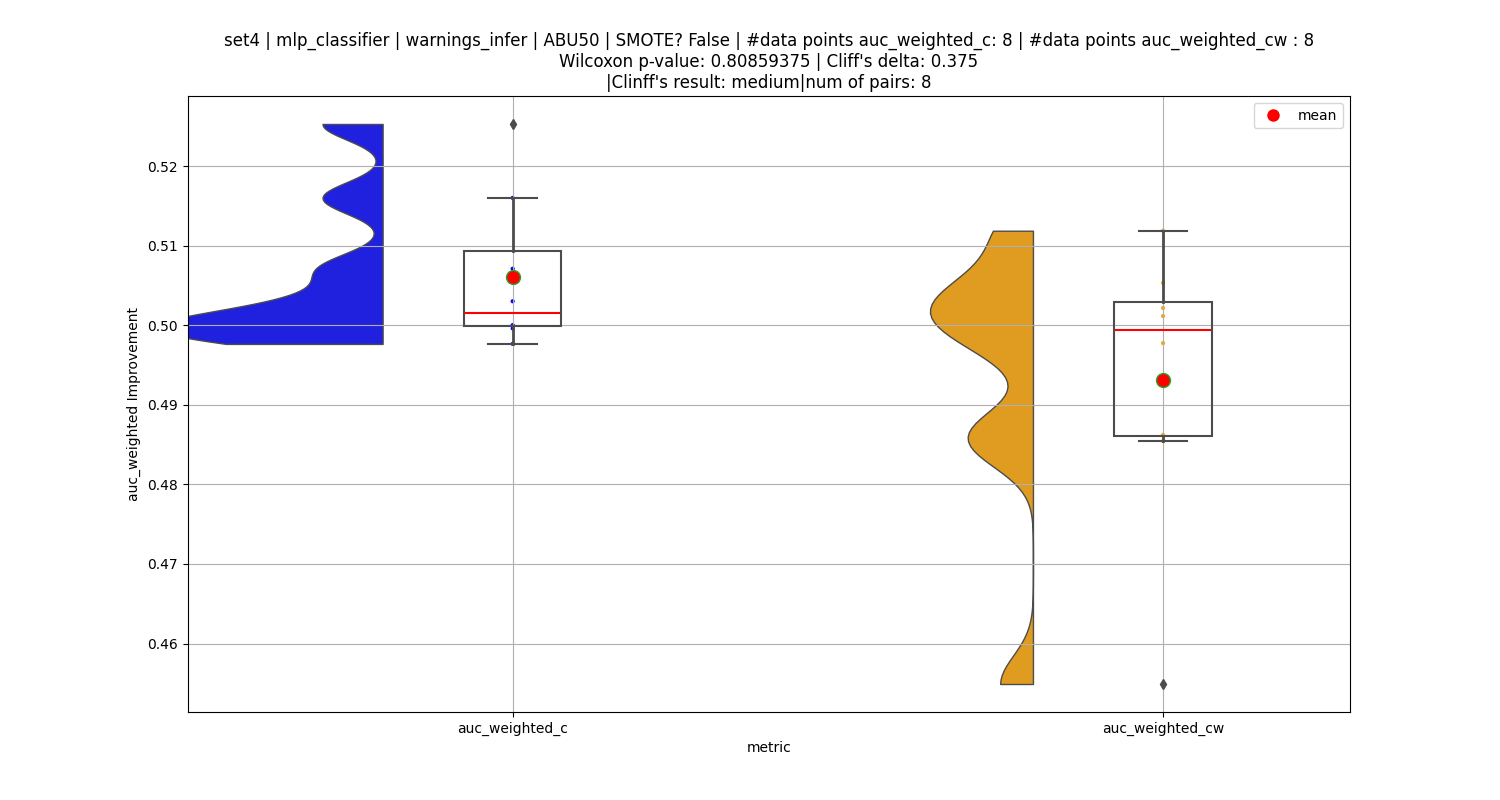 set4 | mlp_classifier | warnings_infer | ABU50 | SMOTE? False | #data points auc_weighted_c: 8 | #data points auc_weighted_cw : 8
Wilcoxon p-value: 0.80859375 | Cliff's delta: 0.375
|Clinff's result: medium|num of pairs: 8
mean
0.52
0.51
0.50
0.49
0.48
0.47
0.46
auc_weighted Improvement
auc_weighted_c
auc_weighted_cw
metric